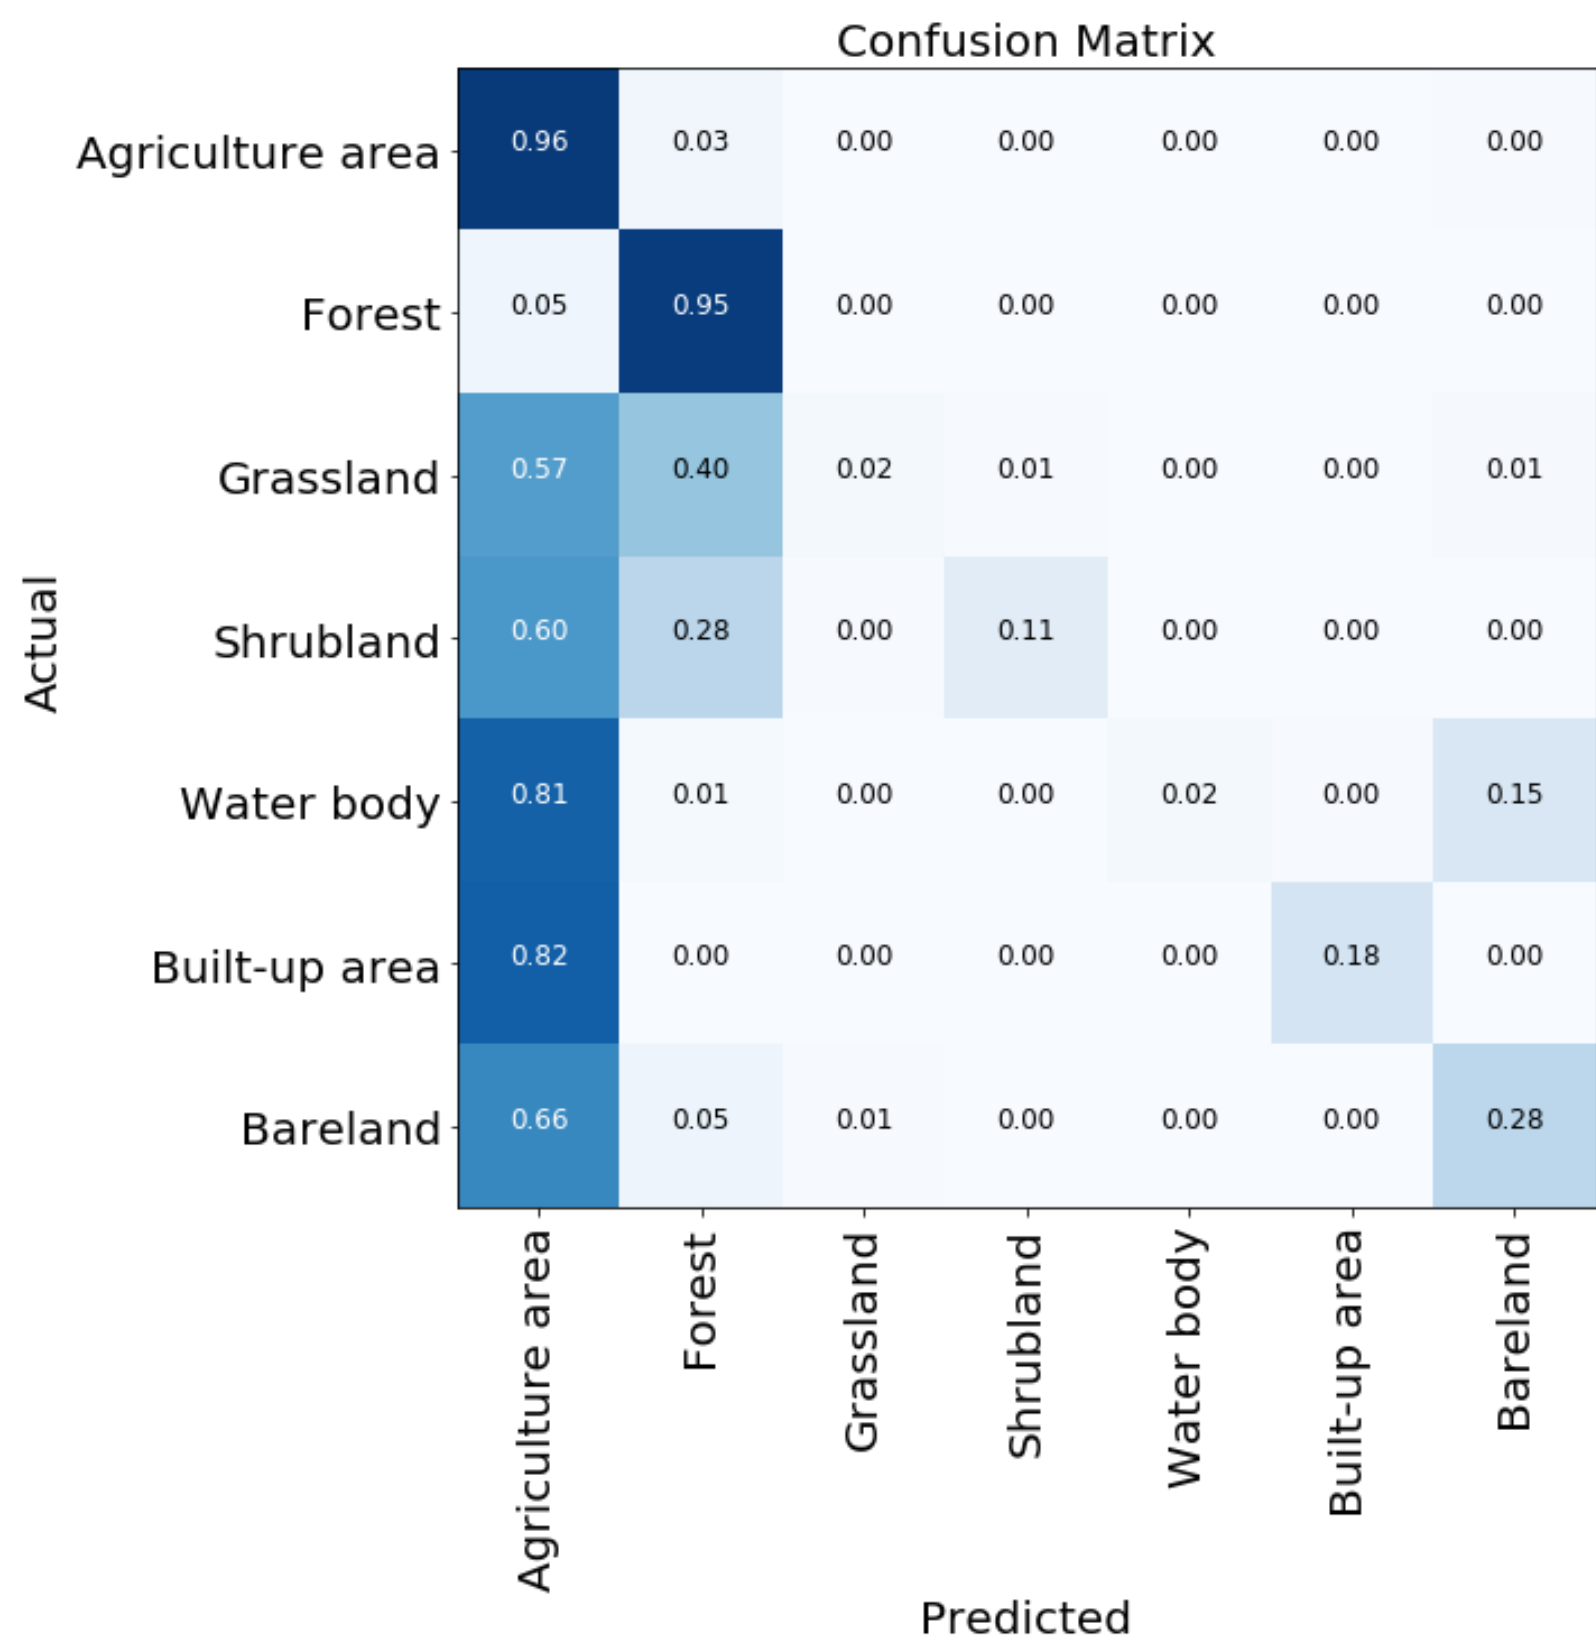 Confusion Matrix
Actual
Agriculture area 0.96 0.03 0.00 0.00 0.00 0.00 0.00
Forest 0.05 0.95 0.00 0.00 0.00 0.00 0.00
Grassland 0.57 0.40 0.02 0.01 0.00 0.00 0.01
Shrubland 0.60 0.28 0.00 0.11 0.00 0.00 0.00
Water body 0.81 0.01 0.00 0.00 0.02 0.00 0.15
Built-up area 0.82 0.00 0.00 0.00 0.00 0.18 0.00
Bareland 0.66 0.05 0.01 0.00 0.00 0.00 0.28
Agriculture area
Forest
Grassland
Shrubland
Water body
Built-up area
Bareland
Predicted